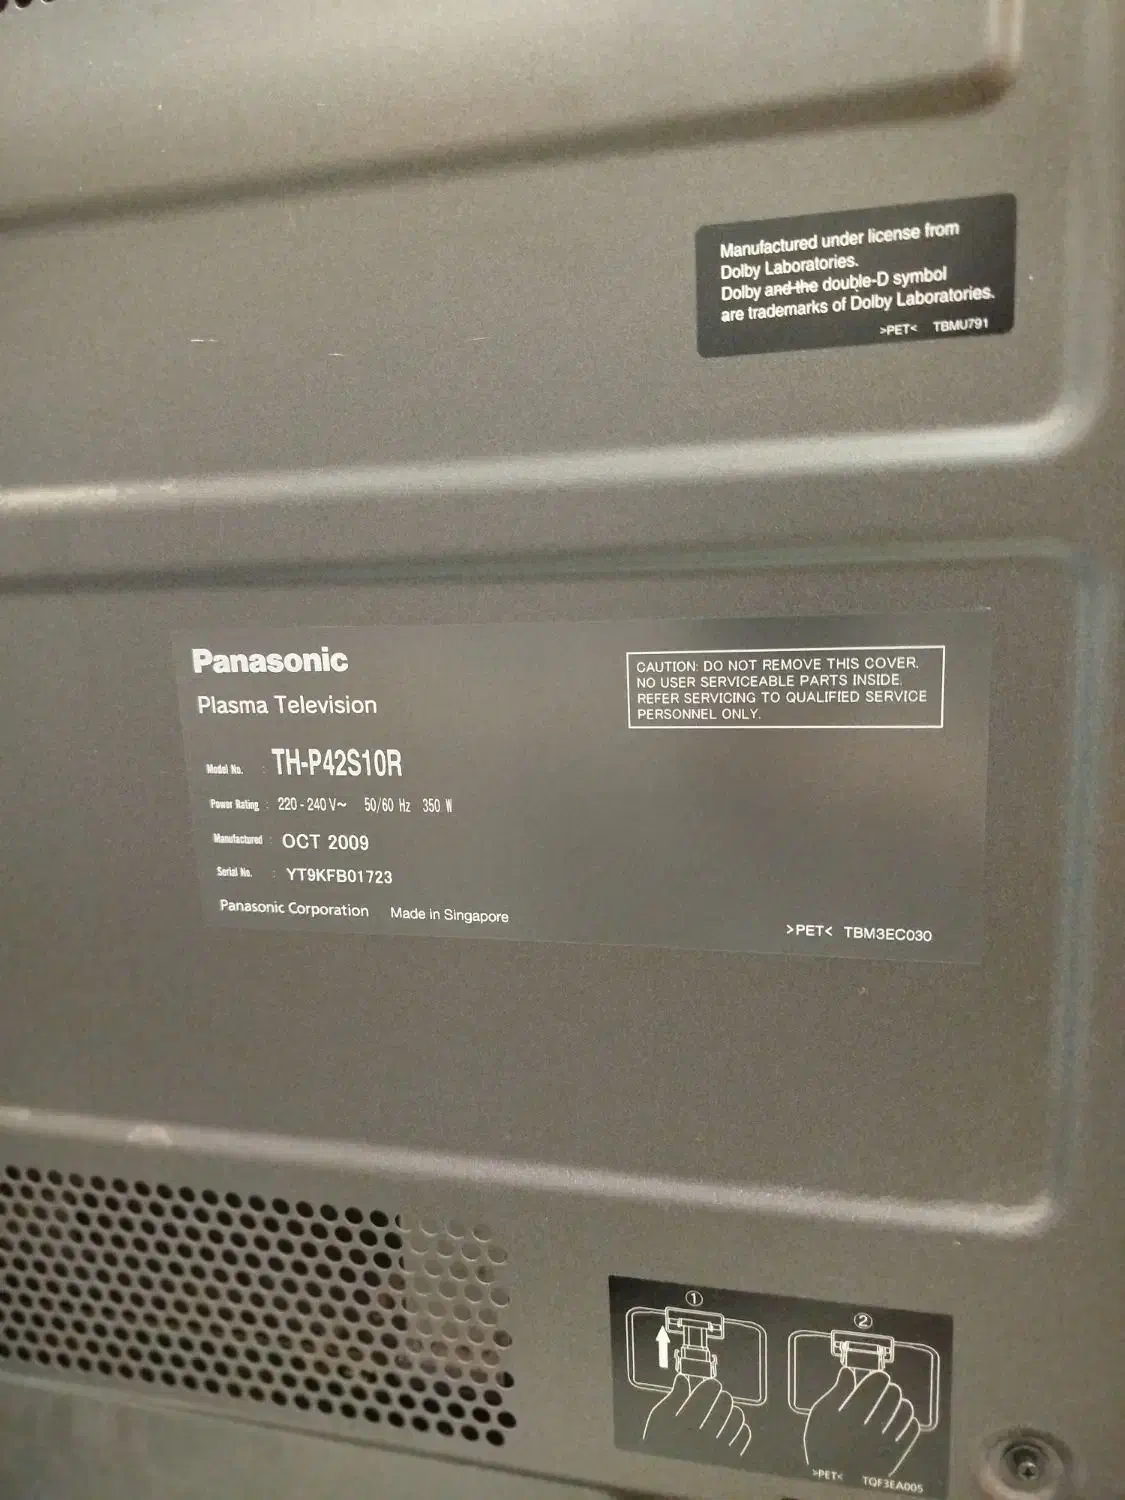 Manufactured under license from
Dolby Laboratories.
Dolby and the double-D symbol
are trademarks of Dolby Laboratories.
>PET< TBMU791
Panasonic
Plasma Television
CAUTION: DO NOT REMOVE THIS COVER.
NO USER SERVICEABLE PARTS INSIDE.
REFER SERVICING TO QUALIFIED SERVICE
PERSONNEL ONLY.
Model No. : TH-P42S10R
Power Rating : 220 - 240 V~ 50/60 Hz 350 W
Manufactured : OCT 2009
Serial No. : YT9KFB01723
Panasonic Corporation Made in Singapore
>PET< TBM3EC030
① ②
>PET< TQF3EA005